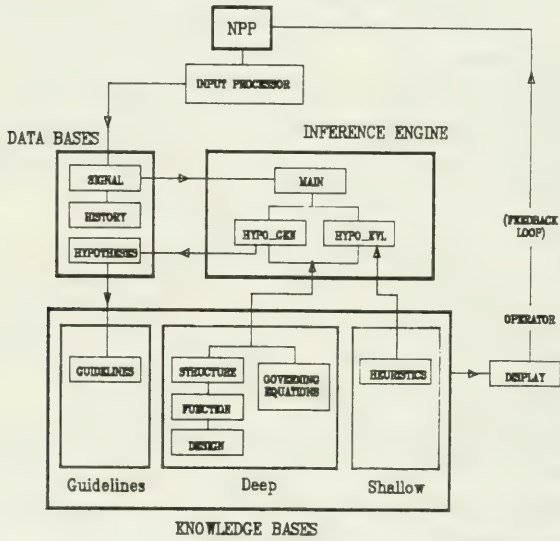 NPP
INPUT PROCESSOR
DATA BASES
INFERENCE ENGINE
SIGNAL
MAIN
HISTORY
HYPO_GEN
HYPO_EVL
HYPOTHESES
(FEEDBACK
LOOP)
OPERATOR
GUIDELINES
STRUCTURE
GOVERNING
EQUATIONS
HEURISTICS
DISPLAY
FUNCTION
DESIGN
Guidelines
Deep
Shallow
KNOWLEDGE BASES